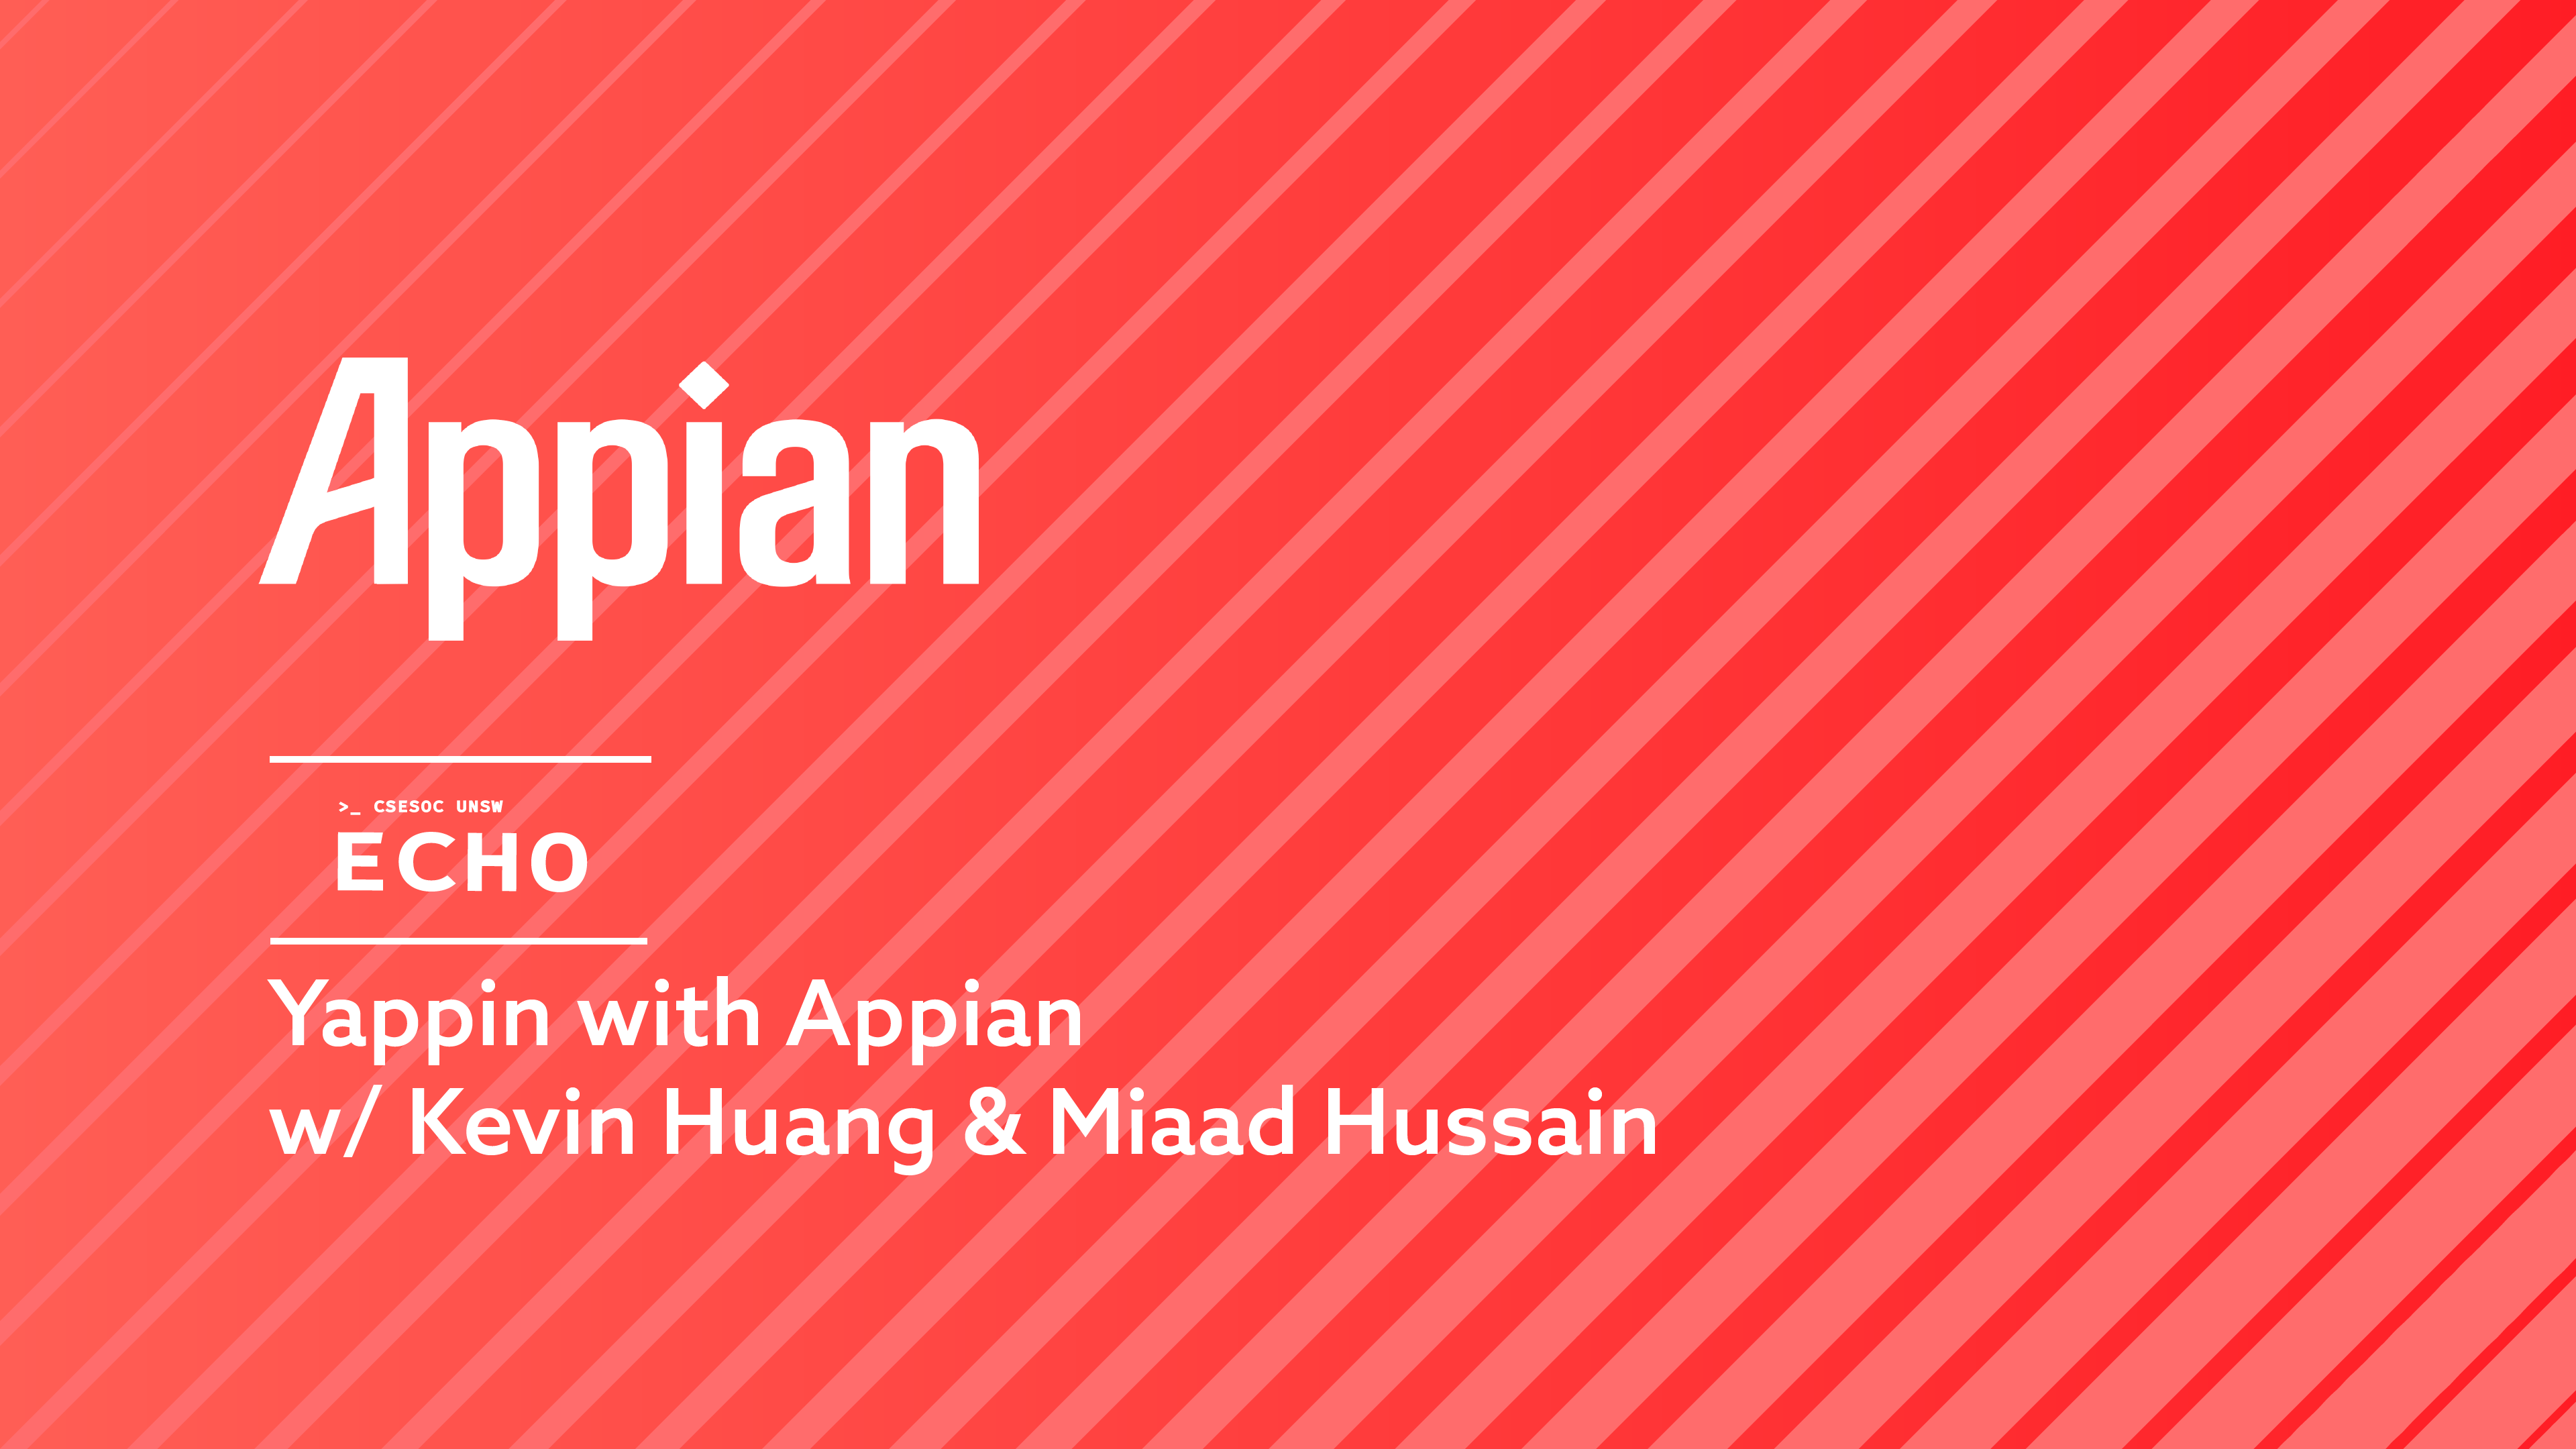 Appian
>_ CSESOC UNSW
ECHO
Yappin with Appian
w/ Kevin Huang & Miaad Hussain